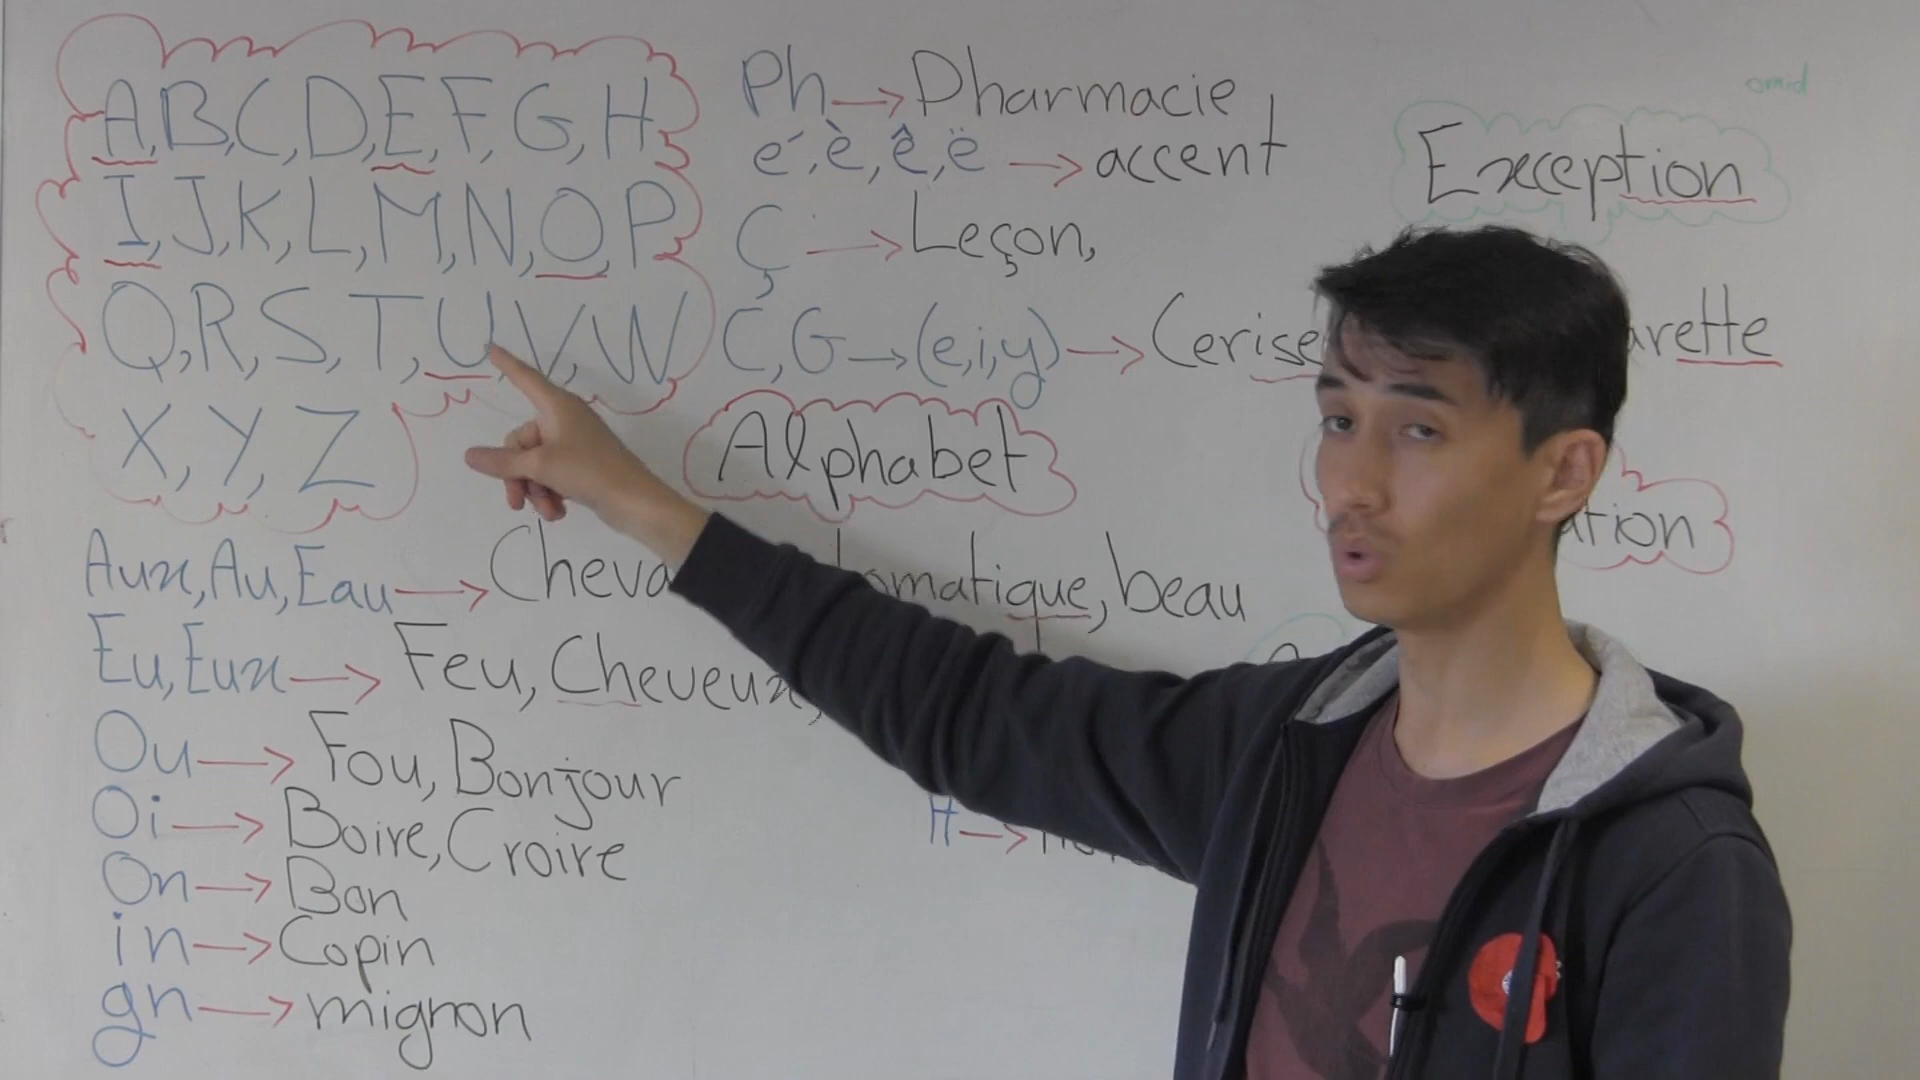 A, B, C, D, E, F, G, H
I, J, K, L, M, N, O, P
Q, R, S, T, U, V, W
X, Y, Z
Aux, Au, Eau → beau
Eu, Eux → Feu, Cheveux,
Ou → Fou, Bonjour
Oi → Boire, Croire
On → Bon
in → Copin
gn → mignon
Ph → Pharmacie
é, è, ê, ë → accent
Ç → Leçon,
C, G → (e, i, y) → Cerise
Alphabet
H →
omid
Exception